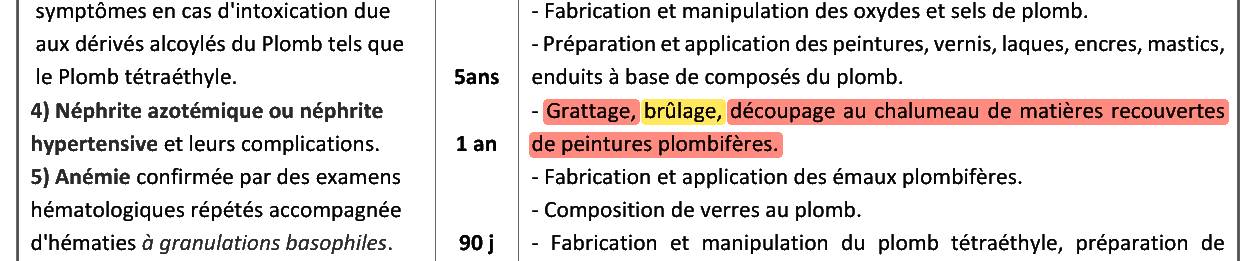 symptômes en cas d'intoxication due
aux dérivés alcoylés du Plomb tels que
le Plomb tétraéthyle.
4) Néphrite azotémique ou néphrite
hypertensive et leurs complications.
5) Anémie confirmée par des examens
hématologiques répétés accompagnée
d'hématies à granulations basophiles.
5ans
1 an
90 j
- Fabrication et manipulation des oxydes et sels de plomb.
- Préparation et application des peintures, vernis, laques, encres, mastics,
enduits à base de composés du plomb.
- Grattage, brûlage, découpage au chalumeau de matières recouvertes
de peintures plombifères.
- Fabrication et application des émaux plombifères.
- Composition de verres au plomb.
- Fabrication et manipulation du plomb tétraéthyle, préparation de